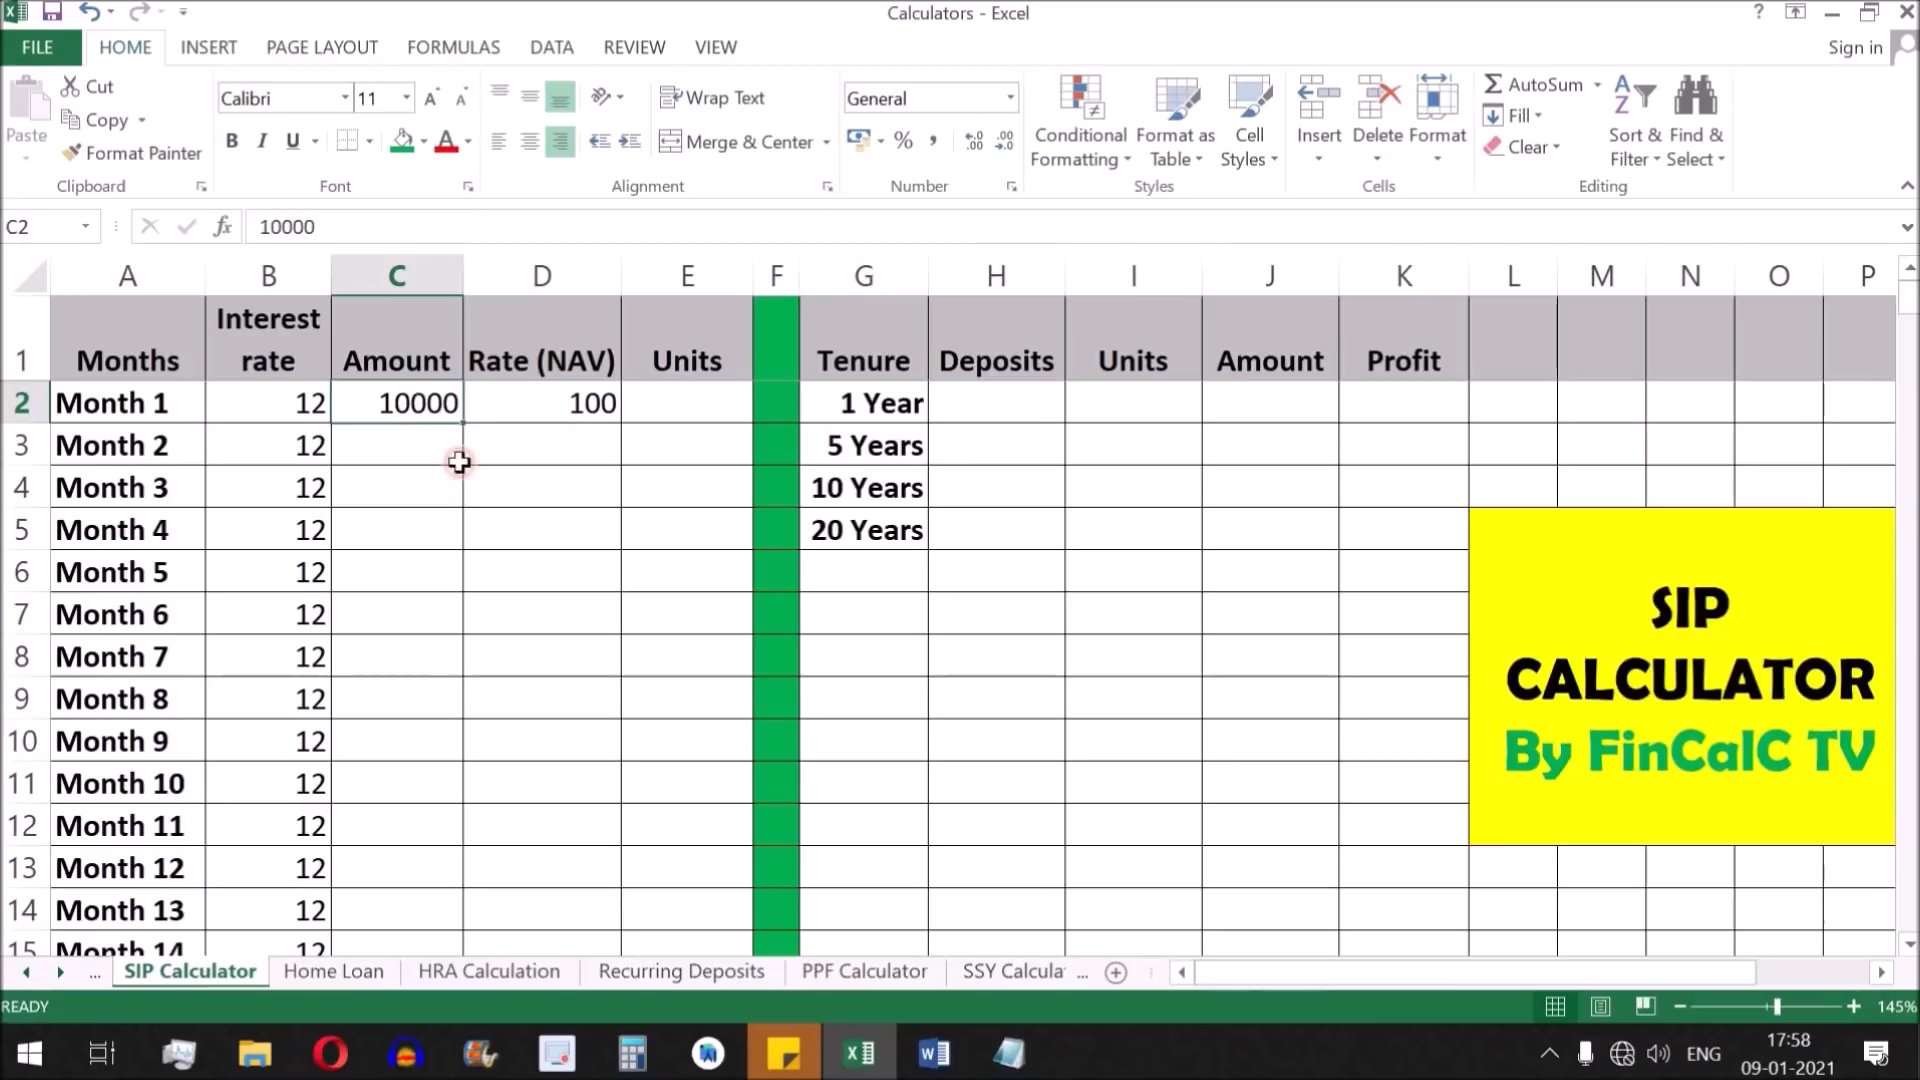 Calculators - Excel
?
FILE HOME INSERT PAGE LAYOUT FORMULAS DATA REVIEW VIEW Sign in
Paste Cut Copy Format Painter
Clipboard
Calibri 11
B I U
Font
Wrap Text
Merge & Center
Alignment
General
%
Number
Conditional Formatting
Format as Table
Cell Styles
Styles
Insert Delete Format
Cells
AutoSum
Fill
Clear
Sort & Filter
Find & Select
Editing
C2 fx 10000
A B C D E F G H I J K L M N O P
1 Months Interest rate Amount Rate (NAV) Units Tenure Deposits Units Amount Profit
2 Month 1 12 10000 100 1 Year
3 Month 2 12 5 Years
4 Month 3 12 10 Years
5 Month 4 12 20 Years
6 Month 5 12
7 Month 6 12
8 Month 7 12
9 Month 8 12
10 Month 9 12
11 Month 10 12
12 Month 11 12
13 Month 12 12
14 Month 13 12
15 Month 14 12
SIP
CALCULATOR
By FinCalC TV
... SIP Calculator Home Loan HRA Calculation Recurring Deposits PPF Calculator SSY Calcula ...
READY 145%
ENG 17:58
09-01-2021